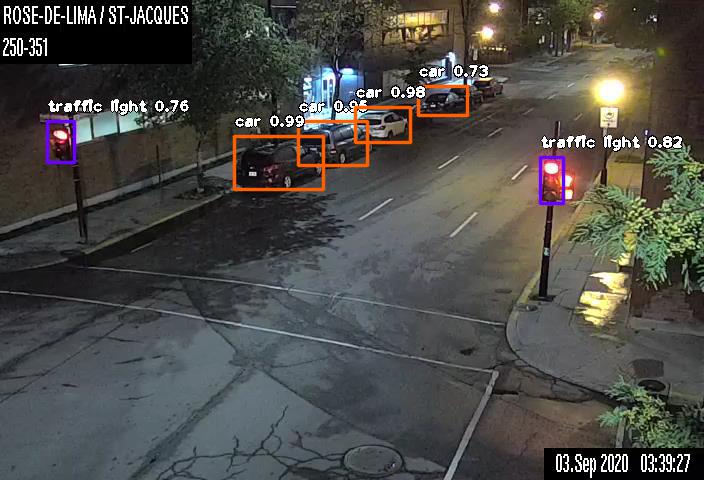 ROSE-DE-LIMA / ST-JACQUES
250-351
car 0.73
car 0.98
car 0.95
car 0.99
traffic light 0.76
traffic light 0.82
03.Sep 2020 03:39:27